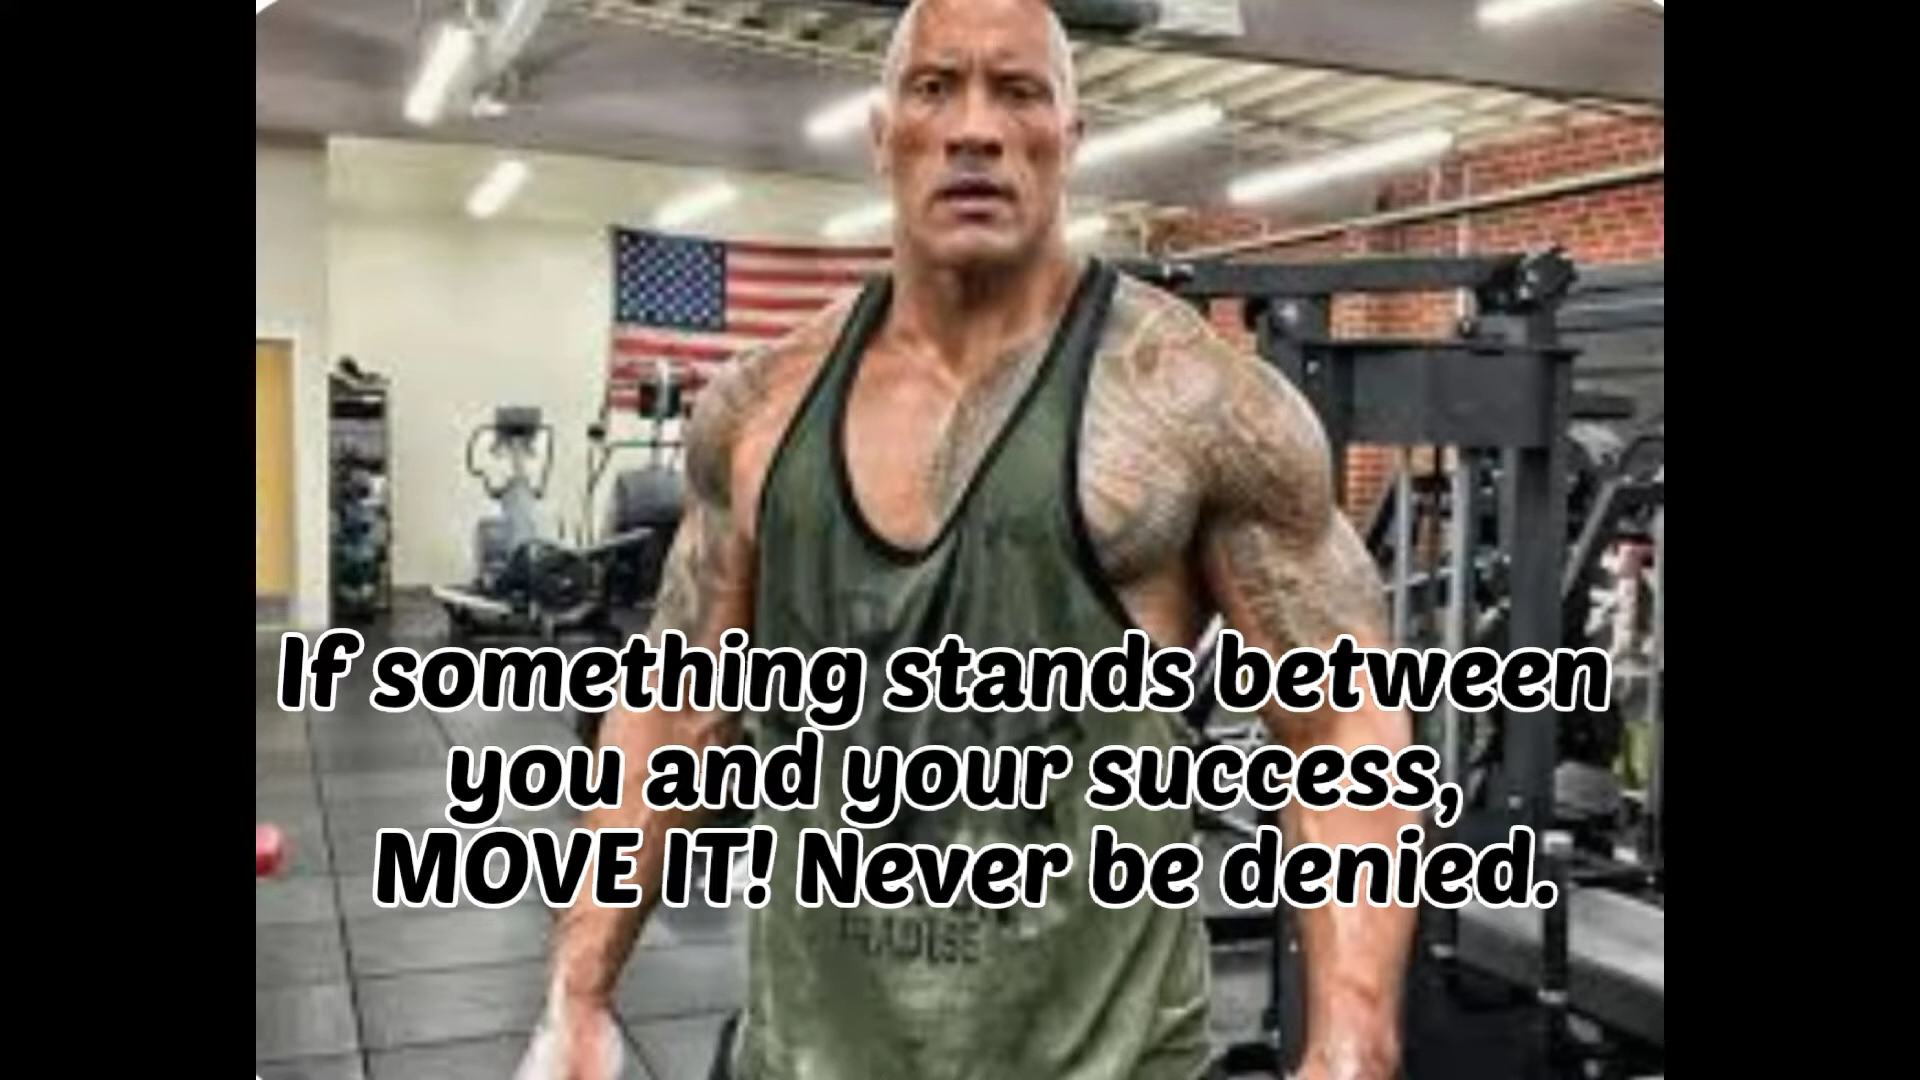 If something stands between
you and your success,
MOVE IT! Never be denied.